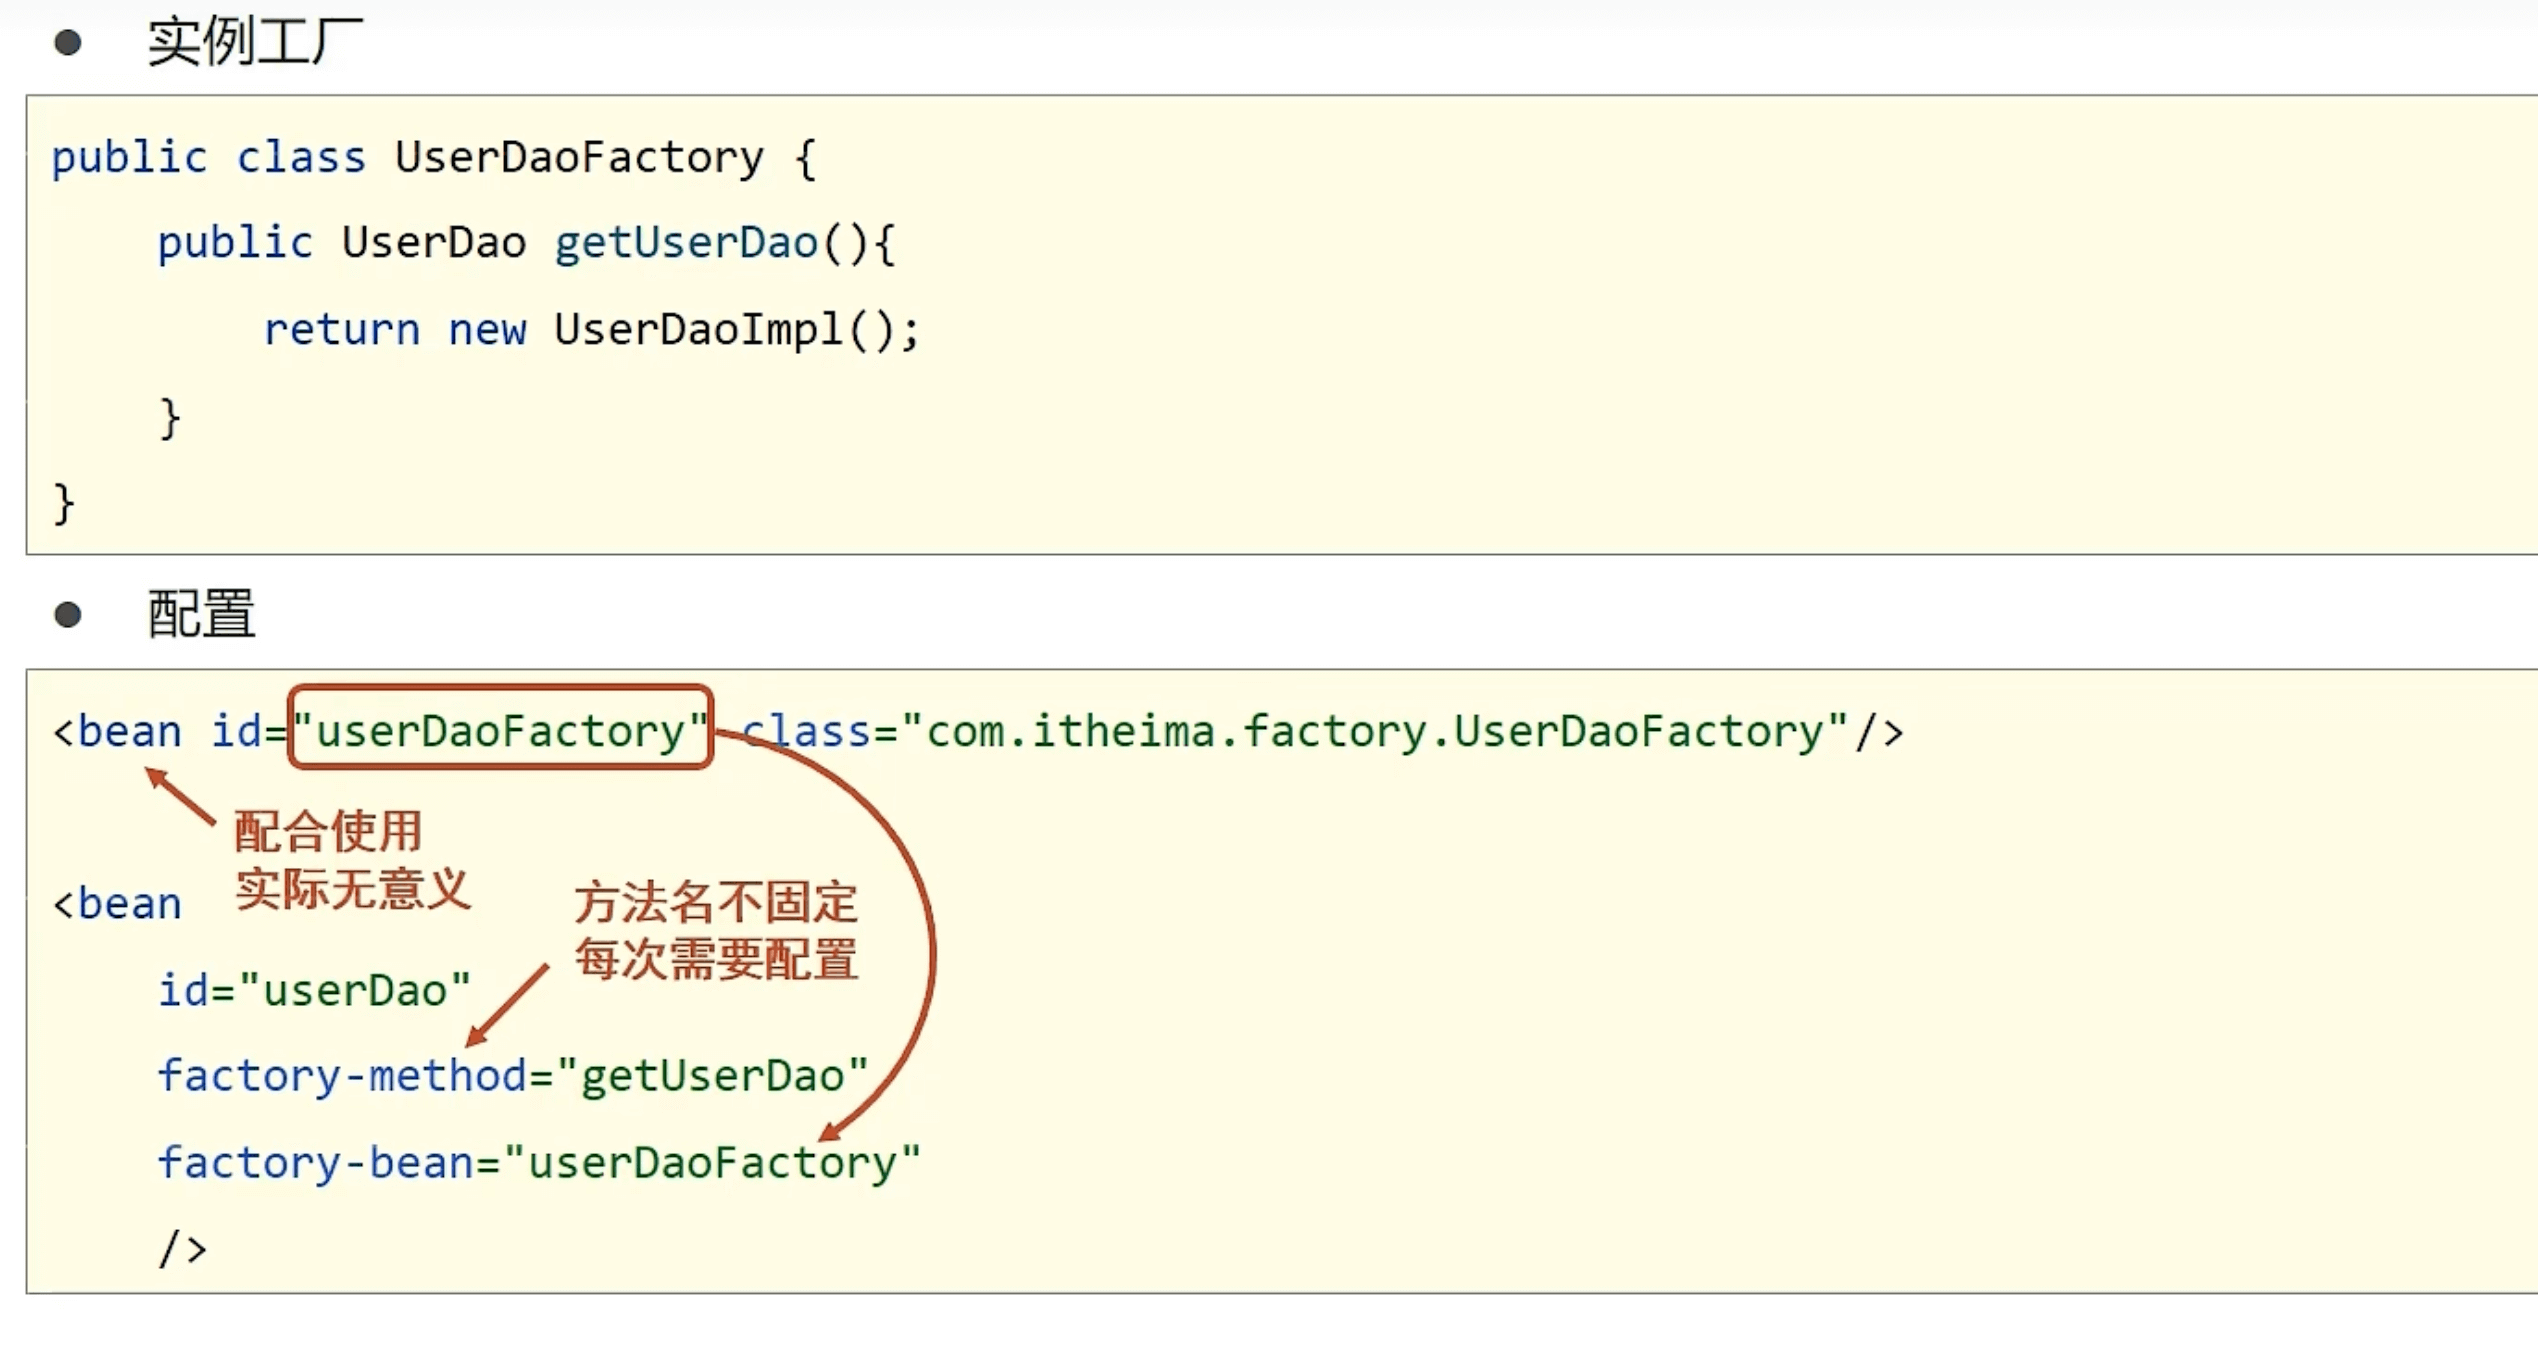 ● 实例工厂
public class UserDaoFactory {
    public UserDao getUserDao(){
        return new UserDaoImpl();
    }
}
● 配置
<bean id="userDaoFactory" class="com.itheima.factory.UserDaoFactory"/>
配合使用
实际无意义
<bean
方法名不固定
每次需要配置
    id="userDao"
    factory-method="getUserDao"
    factory-bean="userDaoFactory"
    />